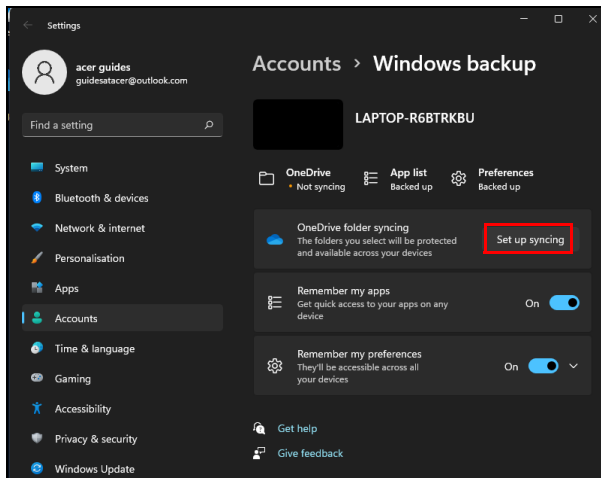 Settings
acer guides
guidesatacer@outlook.com
Find a setting
System
Bluetooth & devices
Network & internet
Personalisation
Apps
Accounts
Time & language
Gaming
Accessibility
Privacy & security
Windows Update
Accounts > Windows backup
LAPTOP-R6BTRKBU
OneDrive
• Not syncing
App list
Backed up
Preferences
Backed up
OneDrive folder syncing
The folders you select will be protected
and available across your devices
Set up syncing
Remember my apps
Get quick access to your apps on any
device
On
Remember my preferences
They'll be accessible across all
your devices
On
Get help
Give feedback